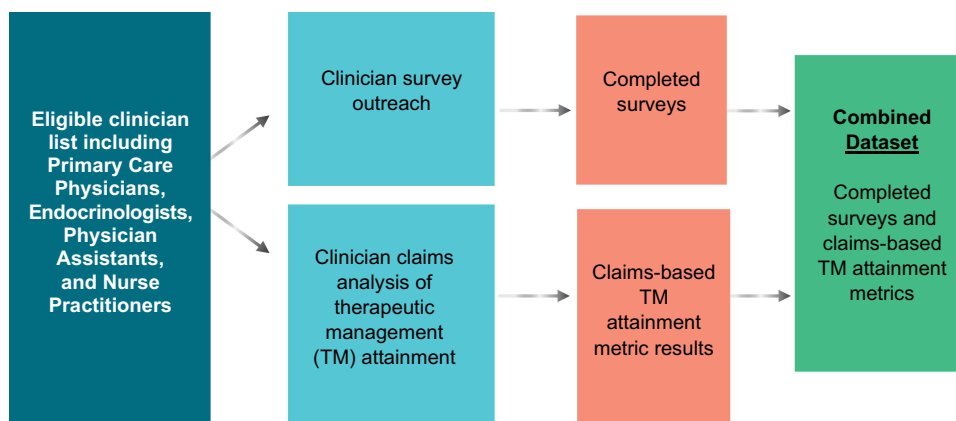 Eligible clinician
list including
Primary Care
Physicians,
Endocrinologists,
Physician
Assistants,
and Nurse
Practitioners
Clinician survey
outreach
Completed
surveys
Clinician claims
analysis of
therapeutic
management
(TM) attainment
Claims-based
TM
attainment
metric results
Combined
Dataset
Completed
surveys and
claims-based
TM attainment
metrics